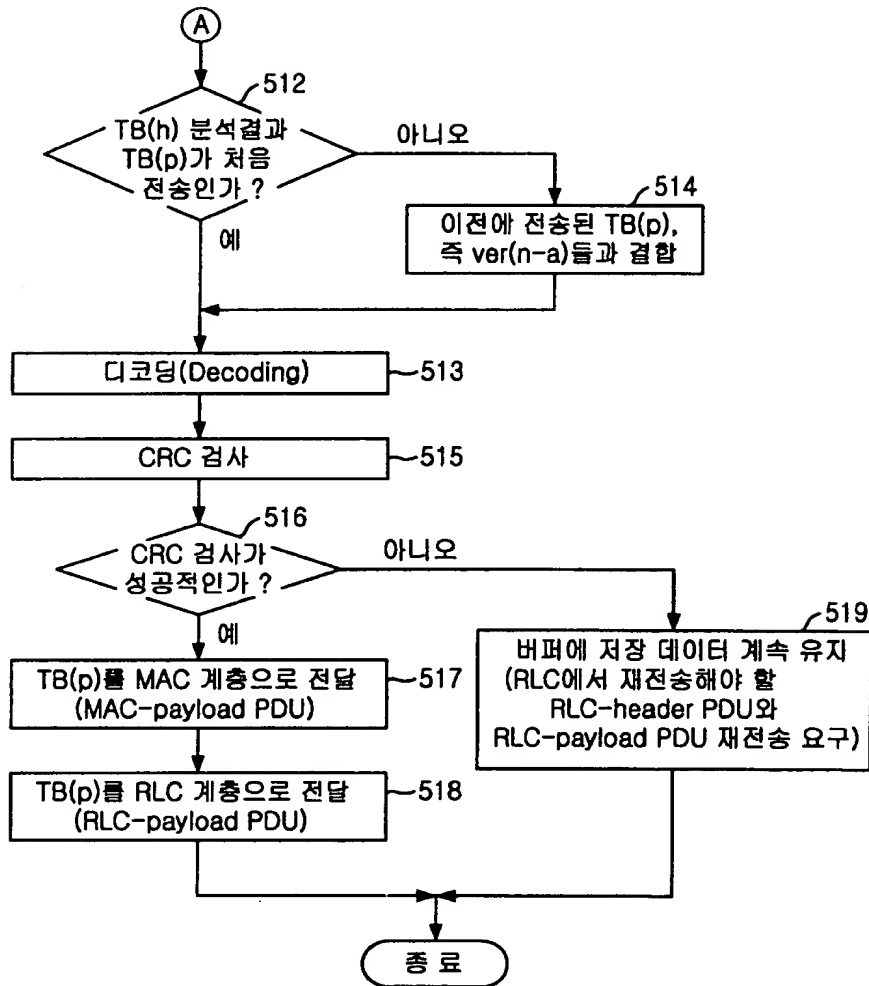 A
512
TB(h) 분석결과
TB(p)가 처음
전송인가 ?
아니오
예
514
이전에 전송된 TB(p),
즉 ver(n-a)들과 결합
디코딩(Decoding)
513
CRC 검사
515
516
CRC 검사가
성공적인가 ?
아니오
예
519
버퍼에 저장 데이터 계속 유지
(RLC에서 재전송해야 할
RLC-header PDU와
RLC-payload PDU 재전송 요구)
TB(p)를 MAC 계층으로 전달
(MAC-payload PDU)
517
TB(p)를 RLC 계층으로 전달
(RLC-payload PDU)
518
종 료